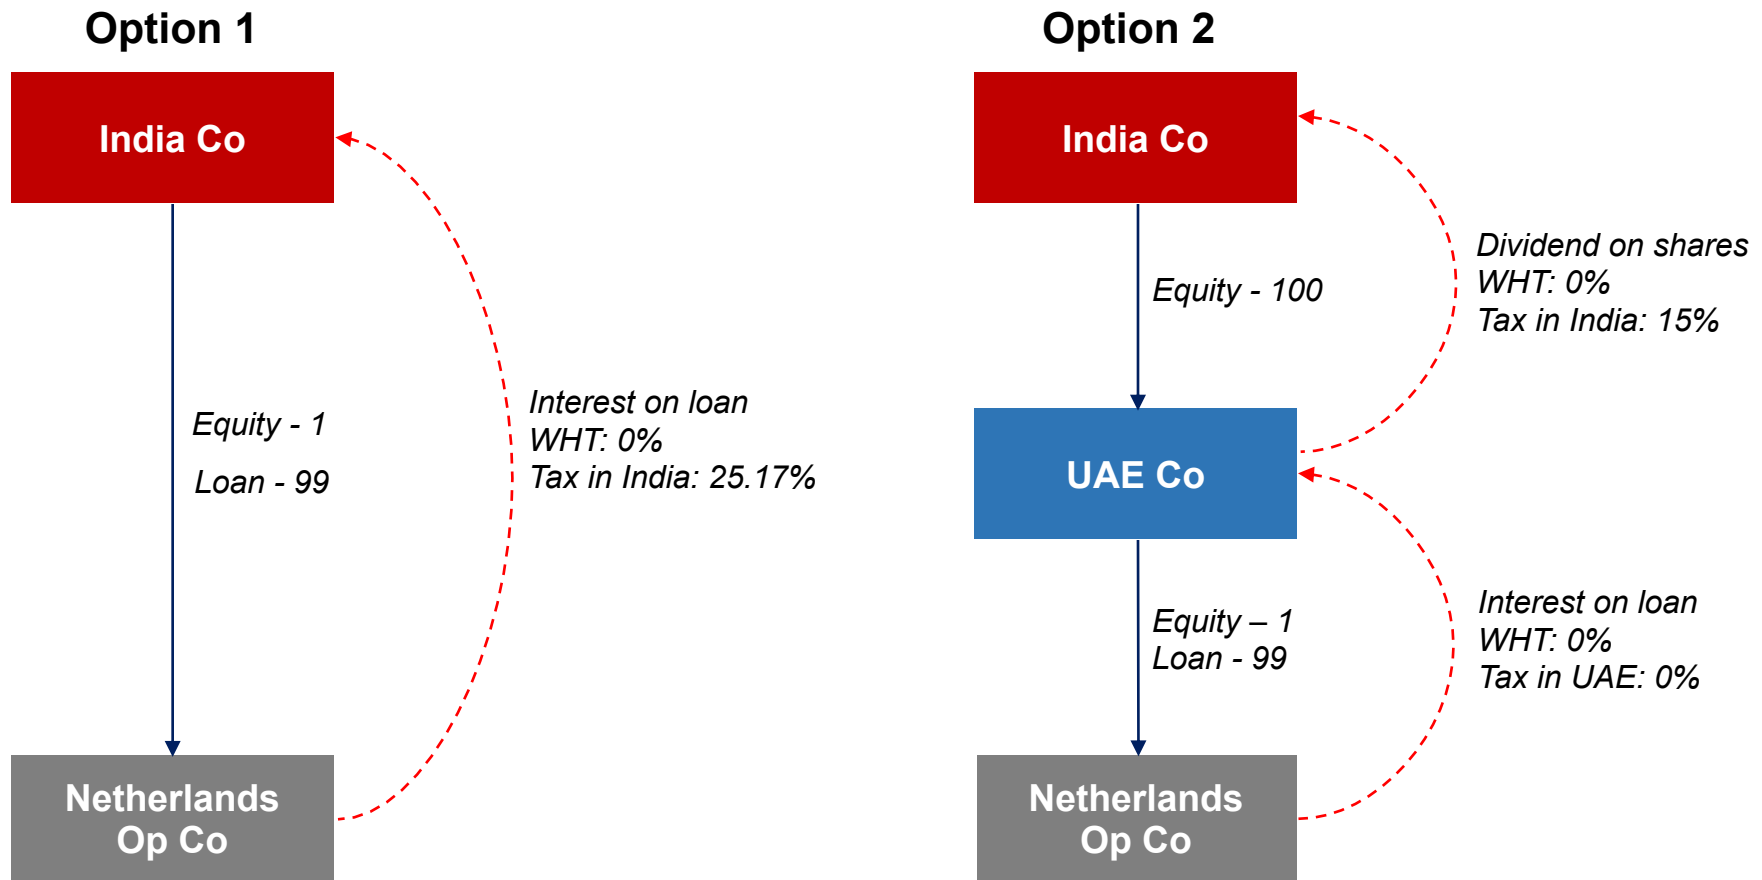 Option 1
India Co
Equity - 1
Loan - 99
Interest on loan
WHT: 0%
Tax in India: 25.17%
Netherlands
Op Co
Option 2
India Co
Equity - 100
Dividend on shares
WHT: 0%
Tax in India: 15%
UAE Co
Equity – 1
Loan - 99
Interest on loan
WHT: 0%
Tax in UAE: 0%
Netherlands
Op Co